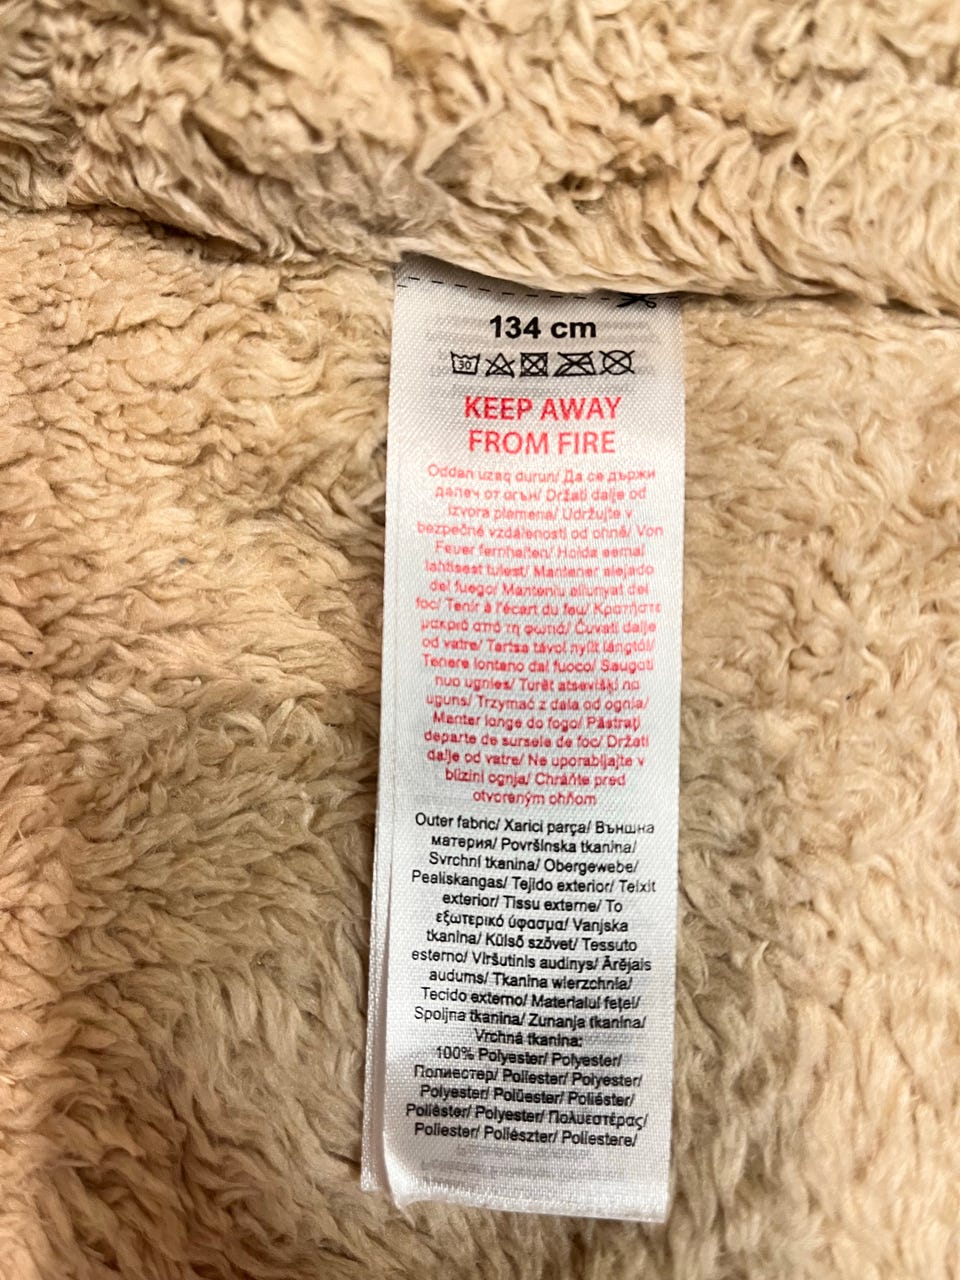 134 cm
30
KEEP AWAY
FROM FIRE
Oddan uzaq durun/ Да се държи
далеч от огън/ Držati dalje od
izvora plamena/ Udržujte v
bezpečné vzdálenosti od ohně/ Von
Feuer fernhalten/ Hoida eemal
lahtisest tulest/ Mantener alejado
del fuego/ Manteniu allunyat del
foc/ Tenir à l'écart du feu/ Κρατήστε
μακριά από τη φωτιά/ Čuvati dalje
od vatre/ Tartsa távol nyílt lángtól/
Tenere lontano dal fuoco/ Saugoti
nuo ugnies/ Turēt atsevišķi no
uguns/ Trzymać z dala od ognia/
Manter longe do fogo/ Păstrați
departe de sursele de foc/ Držati
dalje od vatre/ Ne uporabljajte v
bližini ognja/ Chráňte pred
otvoreným ohňom
Outer fabric/ Xarici parça/ Външна
материя/ Površinska tkanina/
Svrchní tkanina/ Obergewebe/
Pealiskangas/ Tejido exterior/ Teixit
exterior/ Tissu externe/ Το
εξωτερικό ύφασμα/ Vanjska
tkanina/ Külső szövet/ Tessuto
esterno/ Viršutinis audinys/ Ārējais
audums/ Tkanina wierzchnia/
Tecido externo/ Materialul feței/
Spoljna tkanina/ Zunanja tkanina/
Vrchná tkanina:
100% Polyester/ Polyester/
Полиестер/ Poliester/ Polyester/
Polyester/ Polüester/ Poliéster/
Polièster/ Polyester/ Πολυεστέρας/
Poliester/ Poliészter/ Poliestere/